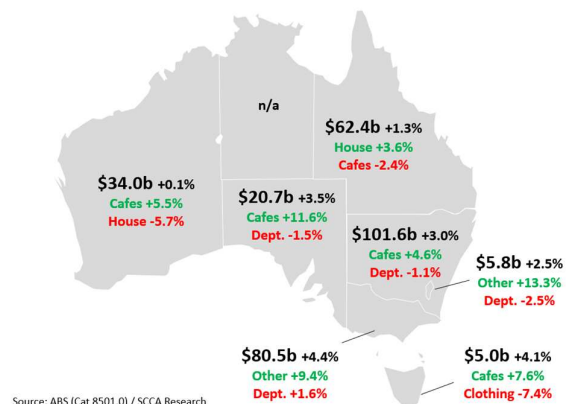 n/a
$62.4b +1.3%
House +3.6%
Cafes -2.4%
$34.0b +0.1%
Cafes +5.5%
House -5.7%
$20.7b +3.5%
Cafes +11.6%
Dept. -1.5%
$101.6b +3.0%
Cafes +4.6%
Dept. -1.1%
$5.8b +2.5%
Other +13.3%
Dept. -2.5%
$80.5b +4.4%
Other +9.4%
Dept. +1.6%
$5.0b +4.1%
Cafes +7.6%
Clothing -7.4%
Source: ABS (Cat 8501.0) / SCCA Research